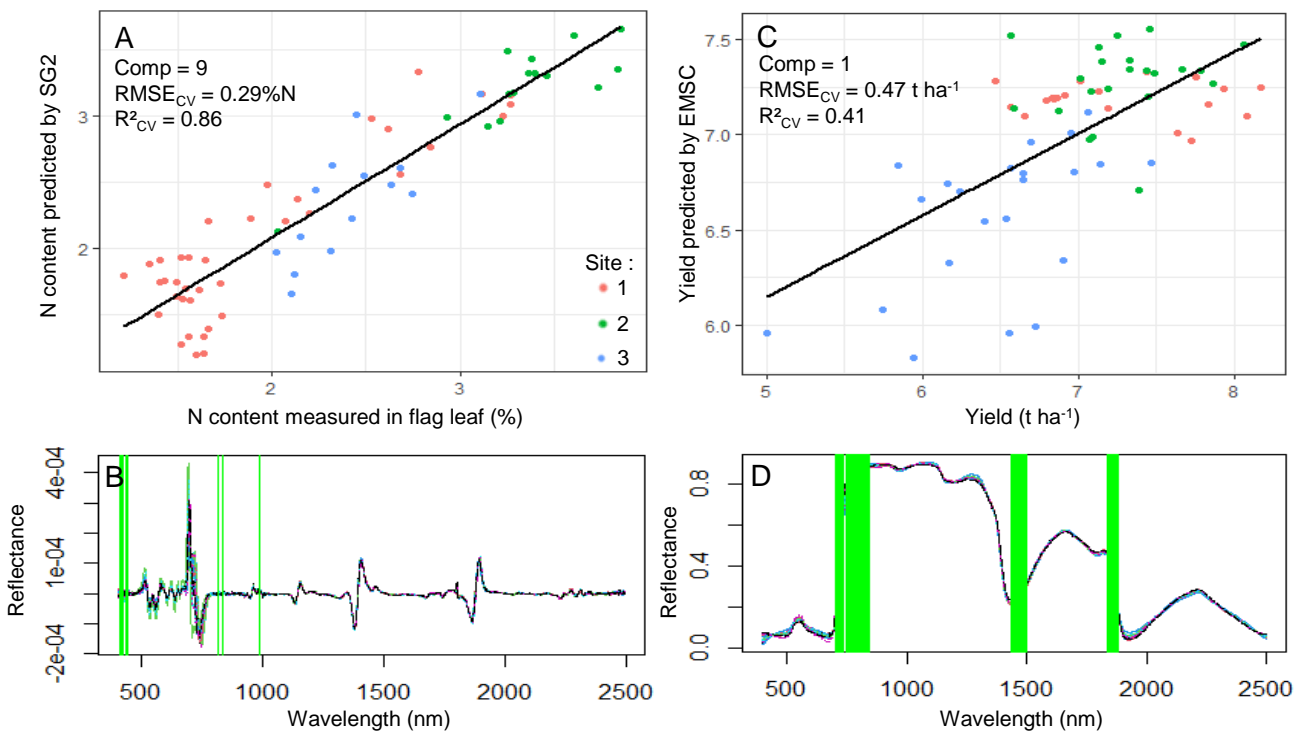 A
Comp = 9
RMSE_CV = 0.29%N
R²_CV = 0.86
N content predicted by SG2
3
2
Site :
1
2
3
2
3
N content measured in flag leaf (%)
C
Comp = 1
RMSE_CV = 0.47 t ha⁻¹
R²_CV = 0.41
Yield predicted by EMSC
7.5
7.0
6.5
6.0
5
6
7
8
Yield (t ha⁻¹)
B
Reflectance
4e-04
1e-04
-2e-04
500
1000
1500
2000
2500
Wavelength (nm)
D
Reflectance
0.8
0.4
0.0
500
1000
1500
2000
2500
Wavelength (nm)